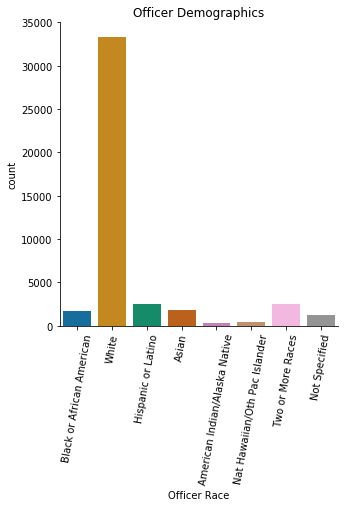 Officer Demographics
35000
30000
25000
20000
15000
10000
5000
0
count
Black or African American
White
Hispanic or Latino
Asian
American Indian/Alaska Native
Nat Hawaiian/Oth Pac Islander
Two or More Races
Not Specified
Officer Race